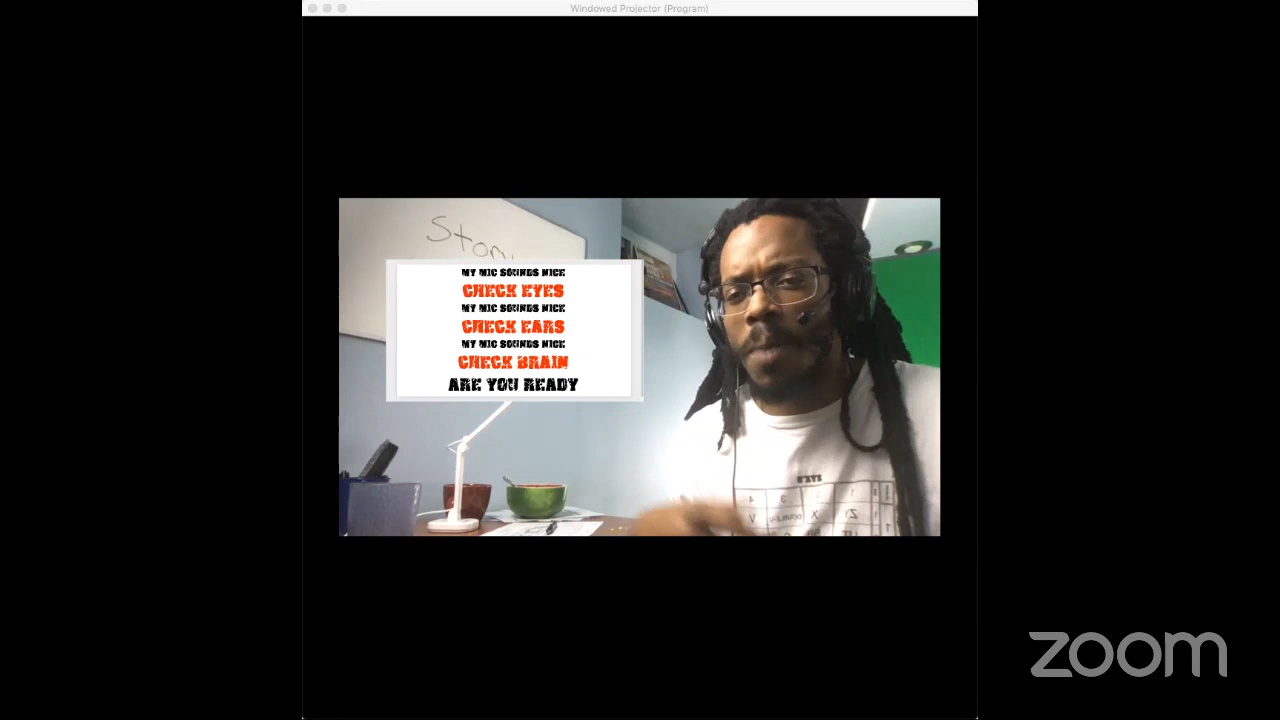 Windowed Projector (Program)
Stom
MY MIC SOUNDS NICE
CHECK EYES
MY MIC SOUNDS NICE
CHECK EARS
MY MIC SOUNDS NICE
CHECK BRAIN
ARE YOU READY
zoom